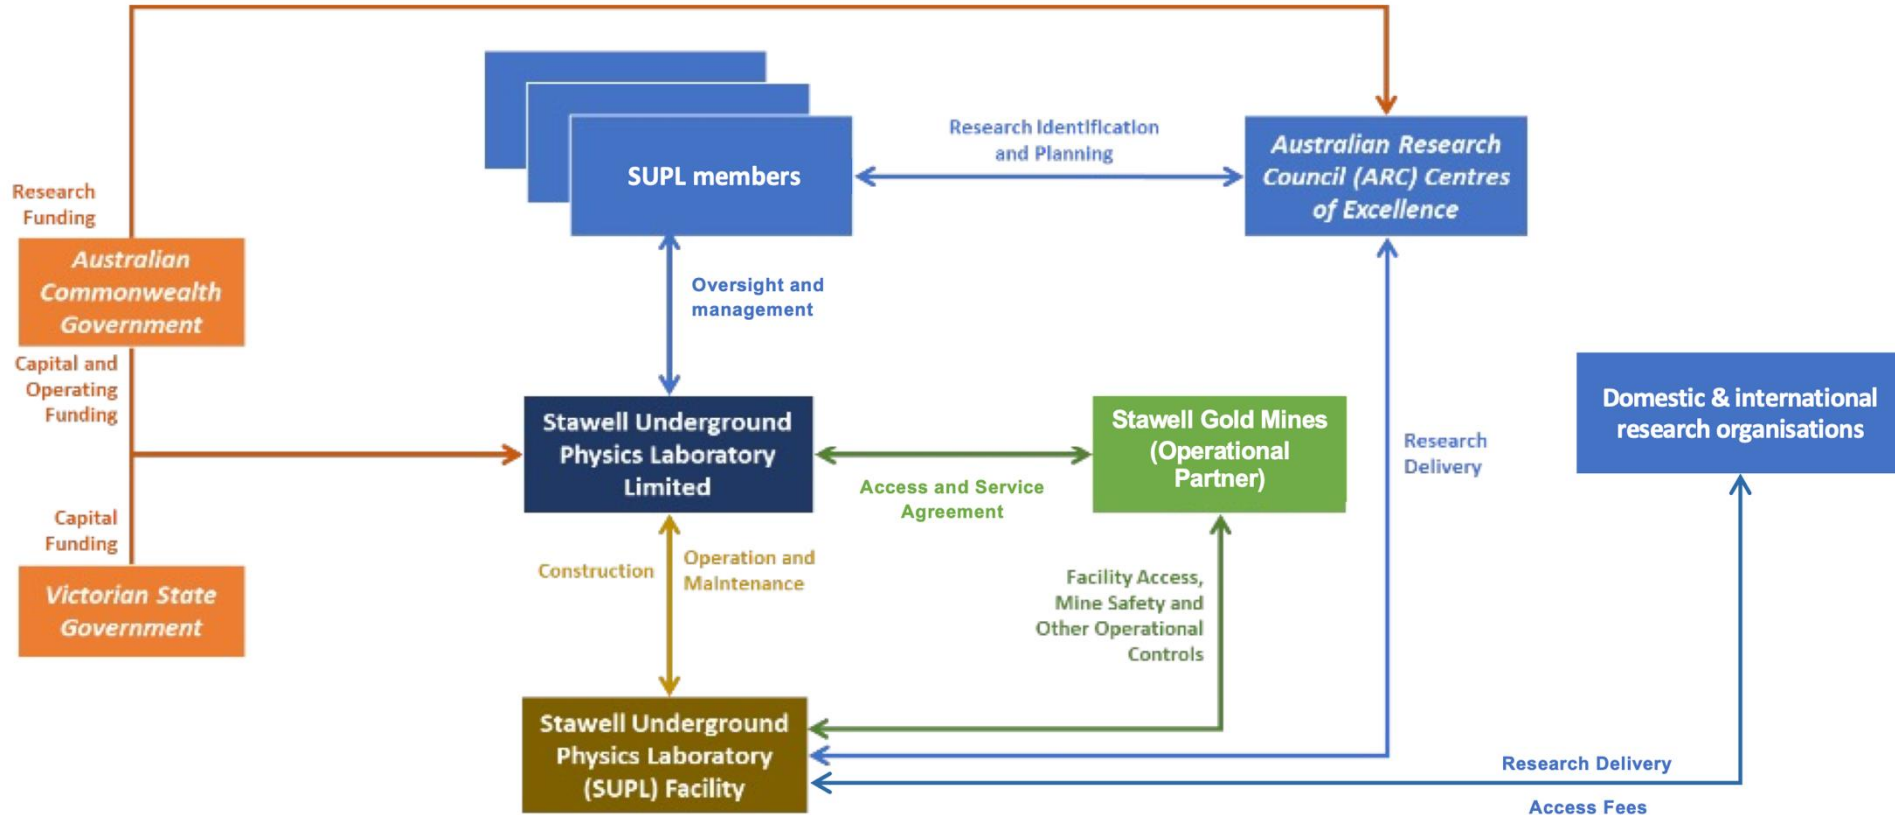 Research Identification
and Planning
Australian Research
Council (ARC) Centres
of Excellence
SUPL members
Research
Funding
Australian
Commonwealth
Government
Oversight and
management
Capital and
Operating
Funding
Domestic & international
research organisations
Stawell Underground
Physics Laboratory
Limited
Stawell Gold Mines
(Operational
Partner)
Research
Delivery
Access and Service
Agreement
Capital
Funding
Construction
Operation and
Maintenance
Victorian State
Government
Facility Access,
Mine Safety and
Other Operational
Controls
Stawell Underground
Physics Laboratory
(SUPL) Facility
Research Delivery
Access Fees